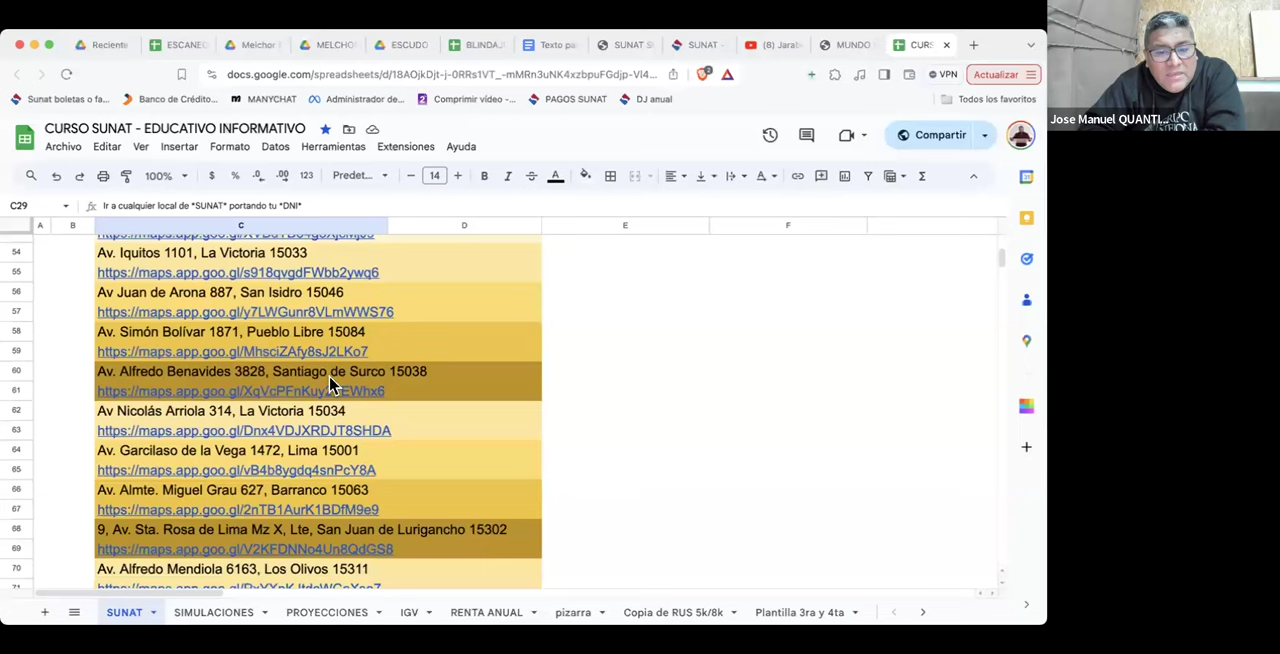 Reciente
ESCANE
Melchor
MELCHO
ESCUDO
BLINDAJ
Texto pa
SUNAT S
SUNAT -
(8) Jarab
MUNDO
CURS
docs.google.com/spreadsheets/d/18AOjkDjt-j-0RRs1VT_-mMRn3uNK4xzbpuFGdjp-VI4...
2
VPN
Actualizar
Sunat boletas o fa...
Banco de Crédito...
MANYCHAT
Administrador de...
Comprimir vídeo -...
PAGOS SUNAT
DJ anual
Todos los favoritos
CURSO SUNAT - EDUCATIVO INFORMATIVO
Archivo Editar Ver Insertar Formato Datos Herramientas Extensiones Ayuda
Compartir
100% $ % .0 .00 123 Predet... − 14 + B I S A
C29 fx Ir a cualquier local de *SUNAT* portando tu *DNI*
A B C D E F
54 Av. Iquitos 1101, La Victoria 15033
55 https://maps.app.goo.gl/s918qvgdFWbb2ywq6
56 Av Juan de Arona 887, San Isidro 15046
57 https://maps.app.goo.gl/y7LWGunr8VLmWWS76
58 Av. Simón Bolívar 1871, Pueblo Libre 15084
59 https://maps.app.goo.gl/MhsciZAfy8sJ2LKo7
60 Av. Alfredo Benavides 3828, Santiago de Surco 15038
61
62 Av Nicolás Arriola 314, La Victoria 15034
63 https://maps.app.goo.gl/Dnx4VDJXRDJT8SHDA
64 Av. Garcilaso de la Vega 1472, Lima 15001
65 https://maps.app.goo.gl/vB4b8ygdq4snPcY8A
66 Av. Almte. Miguel Grau 627, Barranco 15063
67 https://maps.app.goo.gl/2nTB1AurK1BDfM9e9
68 9, Av. Sta. Rosa de Lima Mz X, Lte, San Juan de Lurigancho 15302
69 https://maps.app.goo.gl/V2KFDNNo4Un8QdGS8
70 Av. Alfredo Mendiola 6163, Los Olivos 15311
SUNAT SIMULACIONES PROYECCIONES IGV RENTA ANUAL pizarra Copia de RUS 5k/8k Plantilla 3ra y 4ta
Jose Manuel QUANTI...